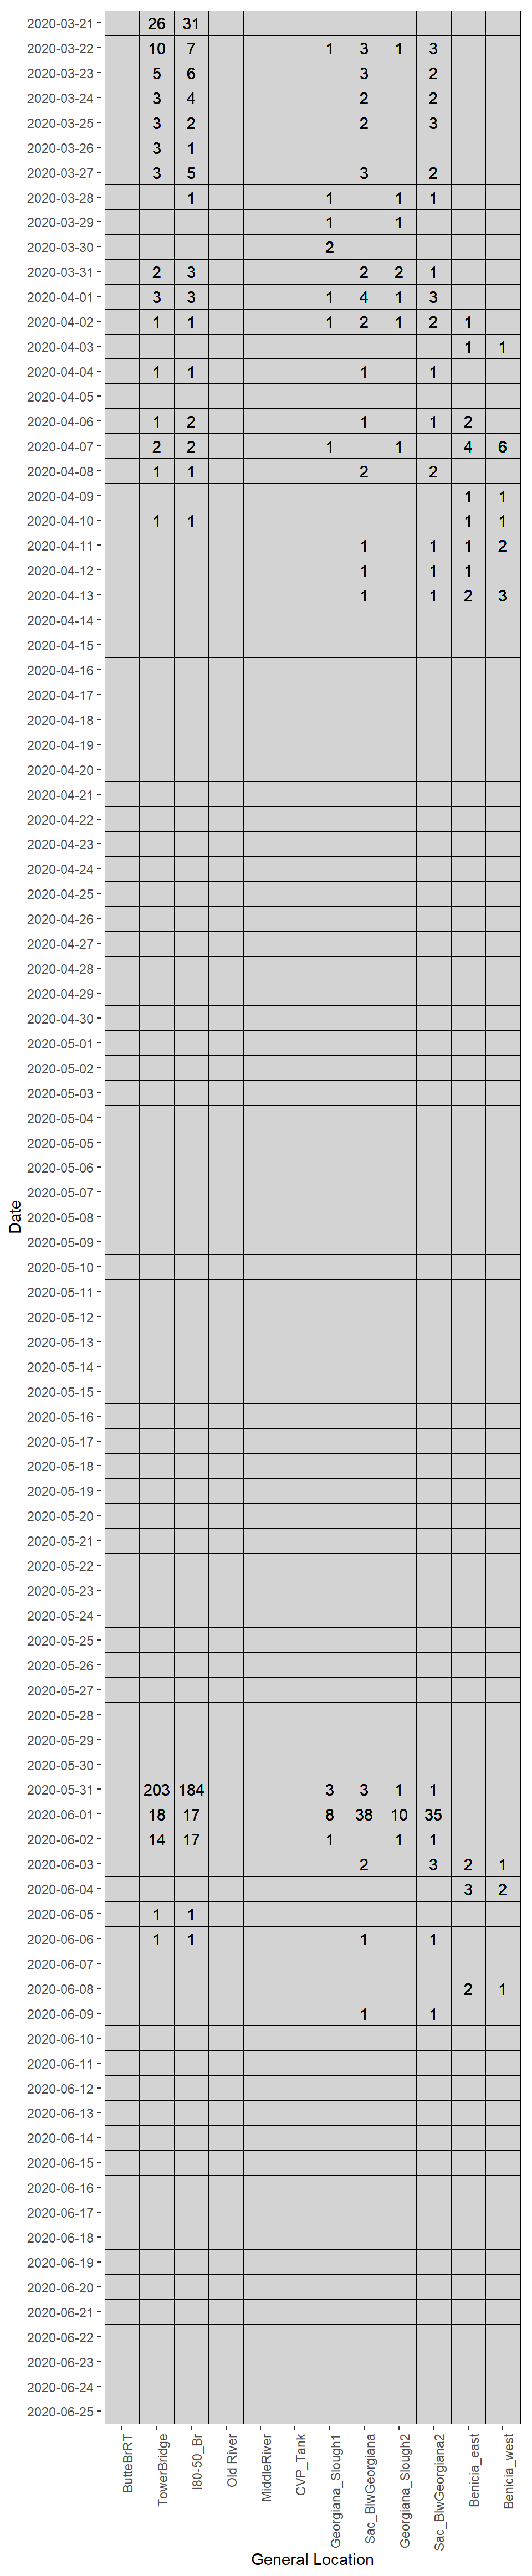 2020-03-21 26 31
2020-03-22 10 7 1 3 1 3
2020-03-23 5 6 3 2
2020-03-24 3 4 2 2
2020-03-25 3 2 2 3
2020-03-26 3 1
2020-03-27 3 5 3 2
2020-03-28 1 1 1 1
2020-03-29 1 1
2020-03-30 2
2020-03-31 2 3 2 2 1
2020-04-01 3 3 1 4 1 3
2020-04-02 1 1 1 2 1 2 1
2020-04-03 1 1
2020-04-04 1 1 1 1
2020-04-05
2020-04-06 1 2 1 1 2
2020-04-07 2 2 1 1 4 6
2020-04-08 1 1 2 2
2020-04-09 1 1
2020-04-10 1 1 1 1
2020-04-11 1 1 1 2
2020-04-12 1 1 1
2020-04-13 1 1 2 3
2020-04-14
2020-04-15
2020-04-16
2020-04-17
2020-04-18
2020-04-19
2020-04-20
2020-04-21
2020-04-22
2020-04-23
2020-04-24
2020-04-25
2020-04-26
2020-04-27
2020-04-28
2020-04-29
2020-04-30
2020-05-01
2020-05-02
2020-05-03
2020-05-04
2020-05-05
2020-05-06
2020-05-07
2020-05-08
Date
2020-05-09
2020-05-10
2020-05-11
2020-05-12
2020-05-13
2020-05-14
2020-05-15
2020-05-16
2020-05-17
2020-05-18
2020-05-19
2020-05-20
2020-05-21
2020-05-22
2020-05-23
2020-05-24
2020-05-25
2020-05-26
2020-05-27
2020-05-28
2020-05-29
2020-05-30
2020-05-31 203 184 3 3 1 1
2020-06-01 18 17 8 38 10 35
2020-06-02 14 17 1 1 1
2020-06-03 2 3 2 1
2020-06-04 3 2
2020-06-05 1 1
2020-06-06 1 1 1 1
2020-06-07
2020-06-08 2 1
2020-06-09 1 1
2020-06-10
2020-06-11
2020-06-12
2020-06-13
2020-06-14
2020-06-15
2020-06-16
2020-06-17
2020-06-18
2020-06-19
2020-06-20
2020-06-21
2020-06-22
2020-06-23
2020-06-24
2020-06-25
ButteBrRT
TowerBridge
I80-50_Br
Old River
MiddleRiver
CVP_Tank
Georgiana_Slough1
Sac_BlwGeorgiana
Georgiana_Slough2
Sac_BlwGeorgiana2
Benicia_east
Benicia_west
General Location